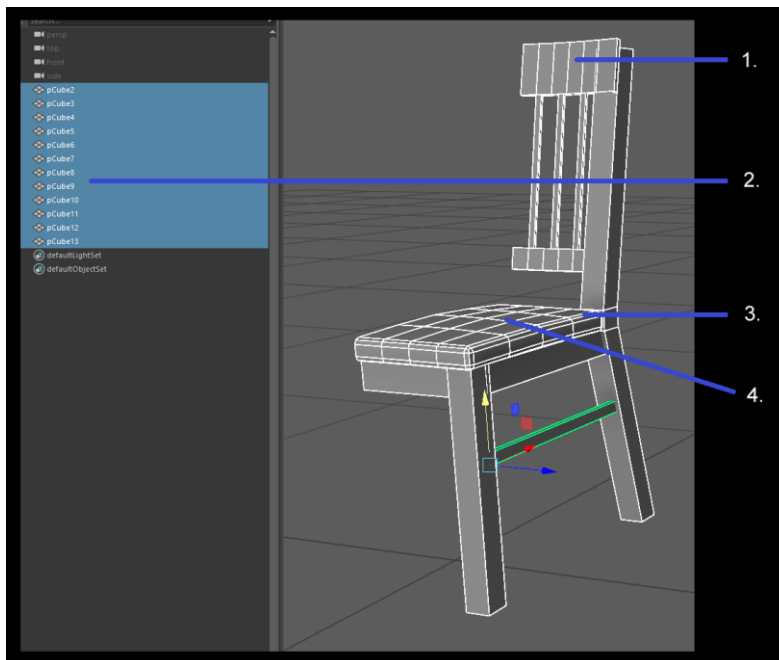 Search...
persp
top
front
side
pCube2
pCube3
pCube4
pCube5
pCube6
pCube7
pCube8
pCube9
pCube10
pCube11
pCube12
pCube13
defaultLightSet
defaultObjectSet
1.
2.
3.
4.